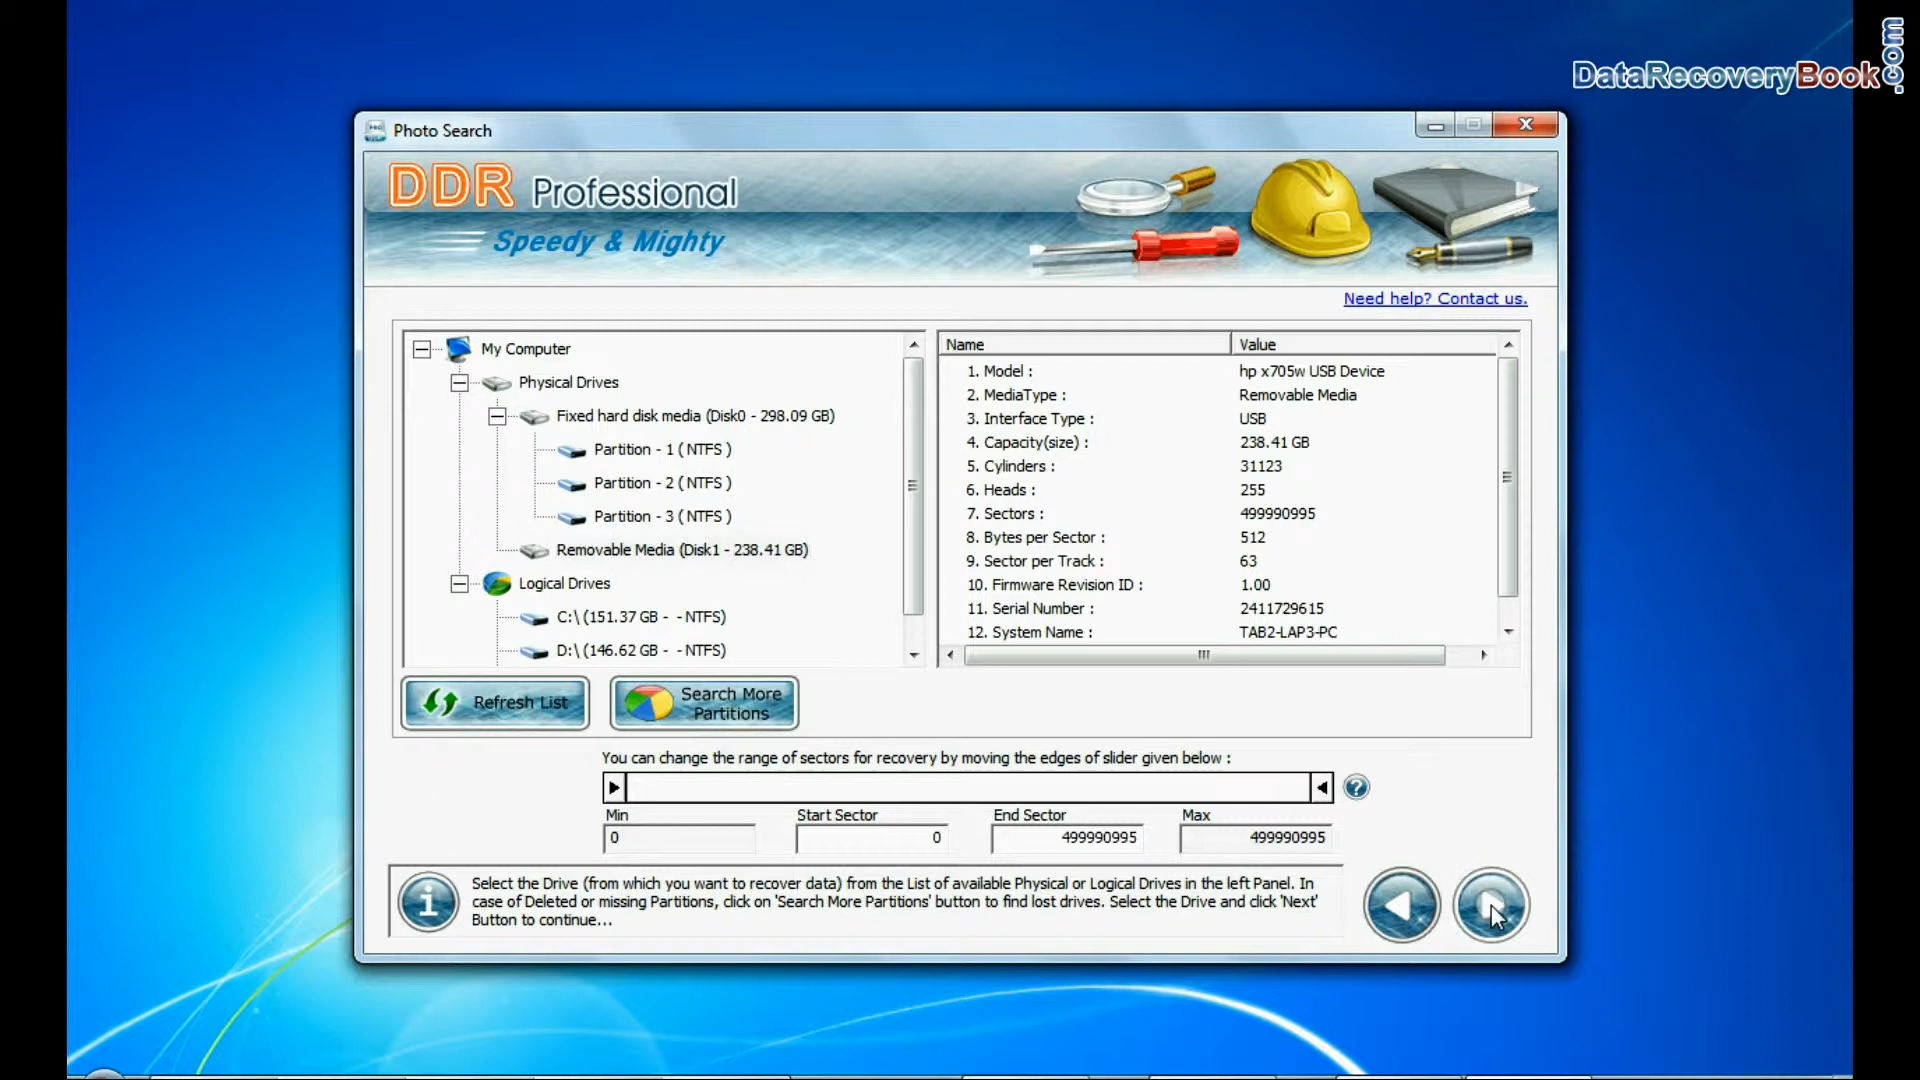 DataRecoveryBook.com
Photo Search
DDR Professional
Speedy & Mighty
Need help? Contact us.
My Computer
Physical Drives
Fixed hard disk media (Disk0 - 298.09 GB)
Partition - 1 ( NTFS )
Partition - 2 ( NTFS )
Partition - 3 ( NTFS )
Removable Media (Disk1 - 238.41 GB)
Logical Drives
C:\ (151.37 GB -  - NTFS)
D:\ (146.62 GB -  - NTFS)
Name Value
1. Model : hp x705w USB Device
2. MediaType : Removable Media
3. Interface Type : USB
4. Capacity(size) : 238.41 GB
5. Cylinders : 31123
6. Heads : 255
7. Sectors : 499990995
8. Bytes per Sector : 512
9. Sector per Track : 63
10. Firmware Revision ID : 1.00
11. Serial Number : 2411729615
12. System Name : TAB2-LAP3-PC
Refresh List
Search More
Partitions
You can change the range of sectors for recovery by moving the edges of slider given below :
Min Start Sector End Sector Max
0 0 499990995 499990995
Select the Drive (from which you want to recover data) from the List of available Physical or Logical Drives in the left Panel. In
case of Deleted or missing Partitions, click on 'Search More Partitions' button to find lost drives. Select the Drive and click 'Next'
Button to continue...